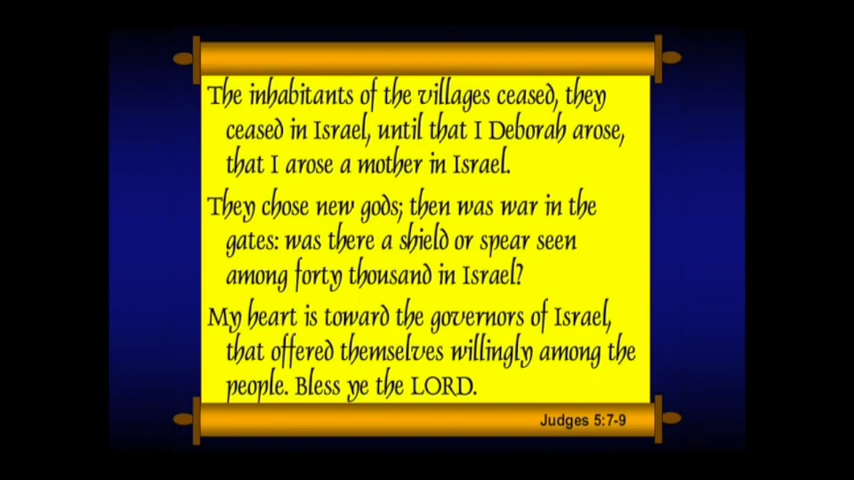 The inhabitants of the villages ceased, they
ceased in Israel, until that I Deborah arose,
that I arose a mother in Israel.
They chose new gods; then was war in the
gates: was there a shield or spear seen
among forty thousand in Israel?
My heart is toward the governors of Israel,
that offered themselves willingly among the
people. Bless ye the LORD.
Judges 5:7-9